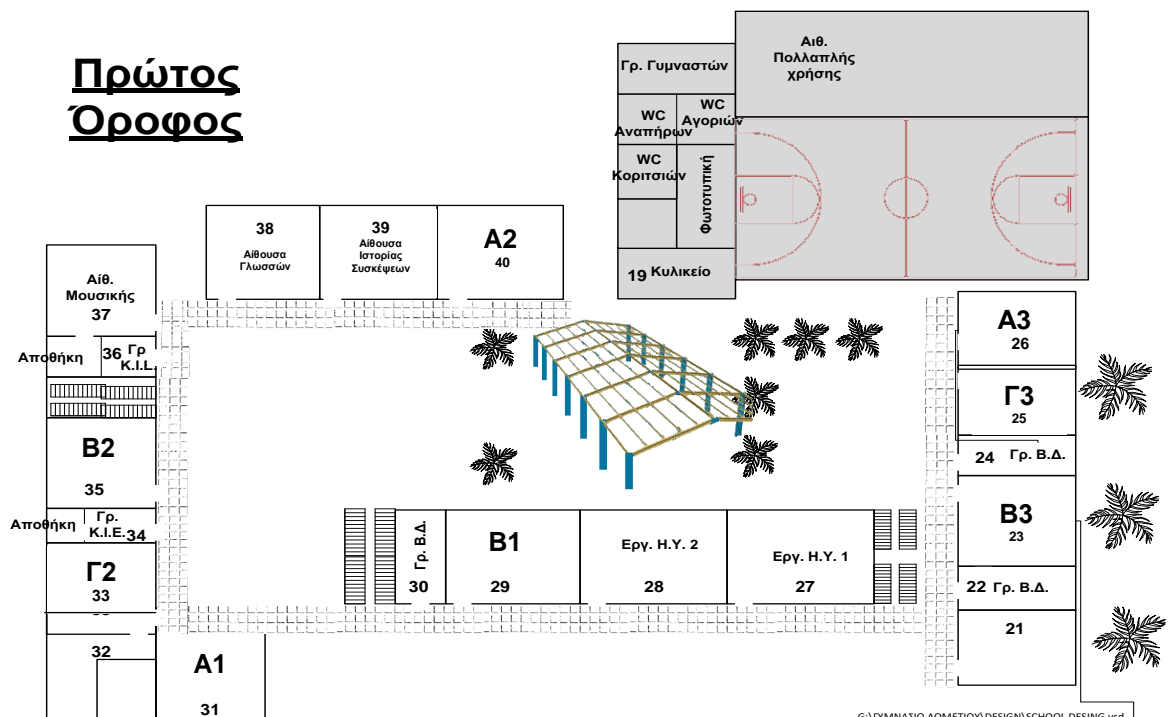 Πρώτος
Όροφος
Αιθ.
Πολλαπλής
χρήσης
Γρ. Γυμναστών
WC
Αναπήρων
WC
Αγοριών
WC
Κοριτσιών
Φωτοτυπική
19 Κυλικείο
38
Αίθουσα
Γλωσσών
39
Αίθουσα
Ιστορίας
Συσκέψεων
Α2
40
Αίθ.
Μουσικής
37
Αποθήκη
36 Γρ
Κ.Ι.L.
Β2
35
Αποθήκη
Γρ.
Κ.Ι.Ε. 34
Γ2
33
32
Α1
31
Γρ. Β.Δ.
30
Β1
29
Εργ. Η.Υ. 2
28
Εργ. Η.Υ. 1
27
Α3
26
Γ3
25
24 Γρ. Β.Δ.
Β3
23
22 Γρ. Β.Δ.
21